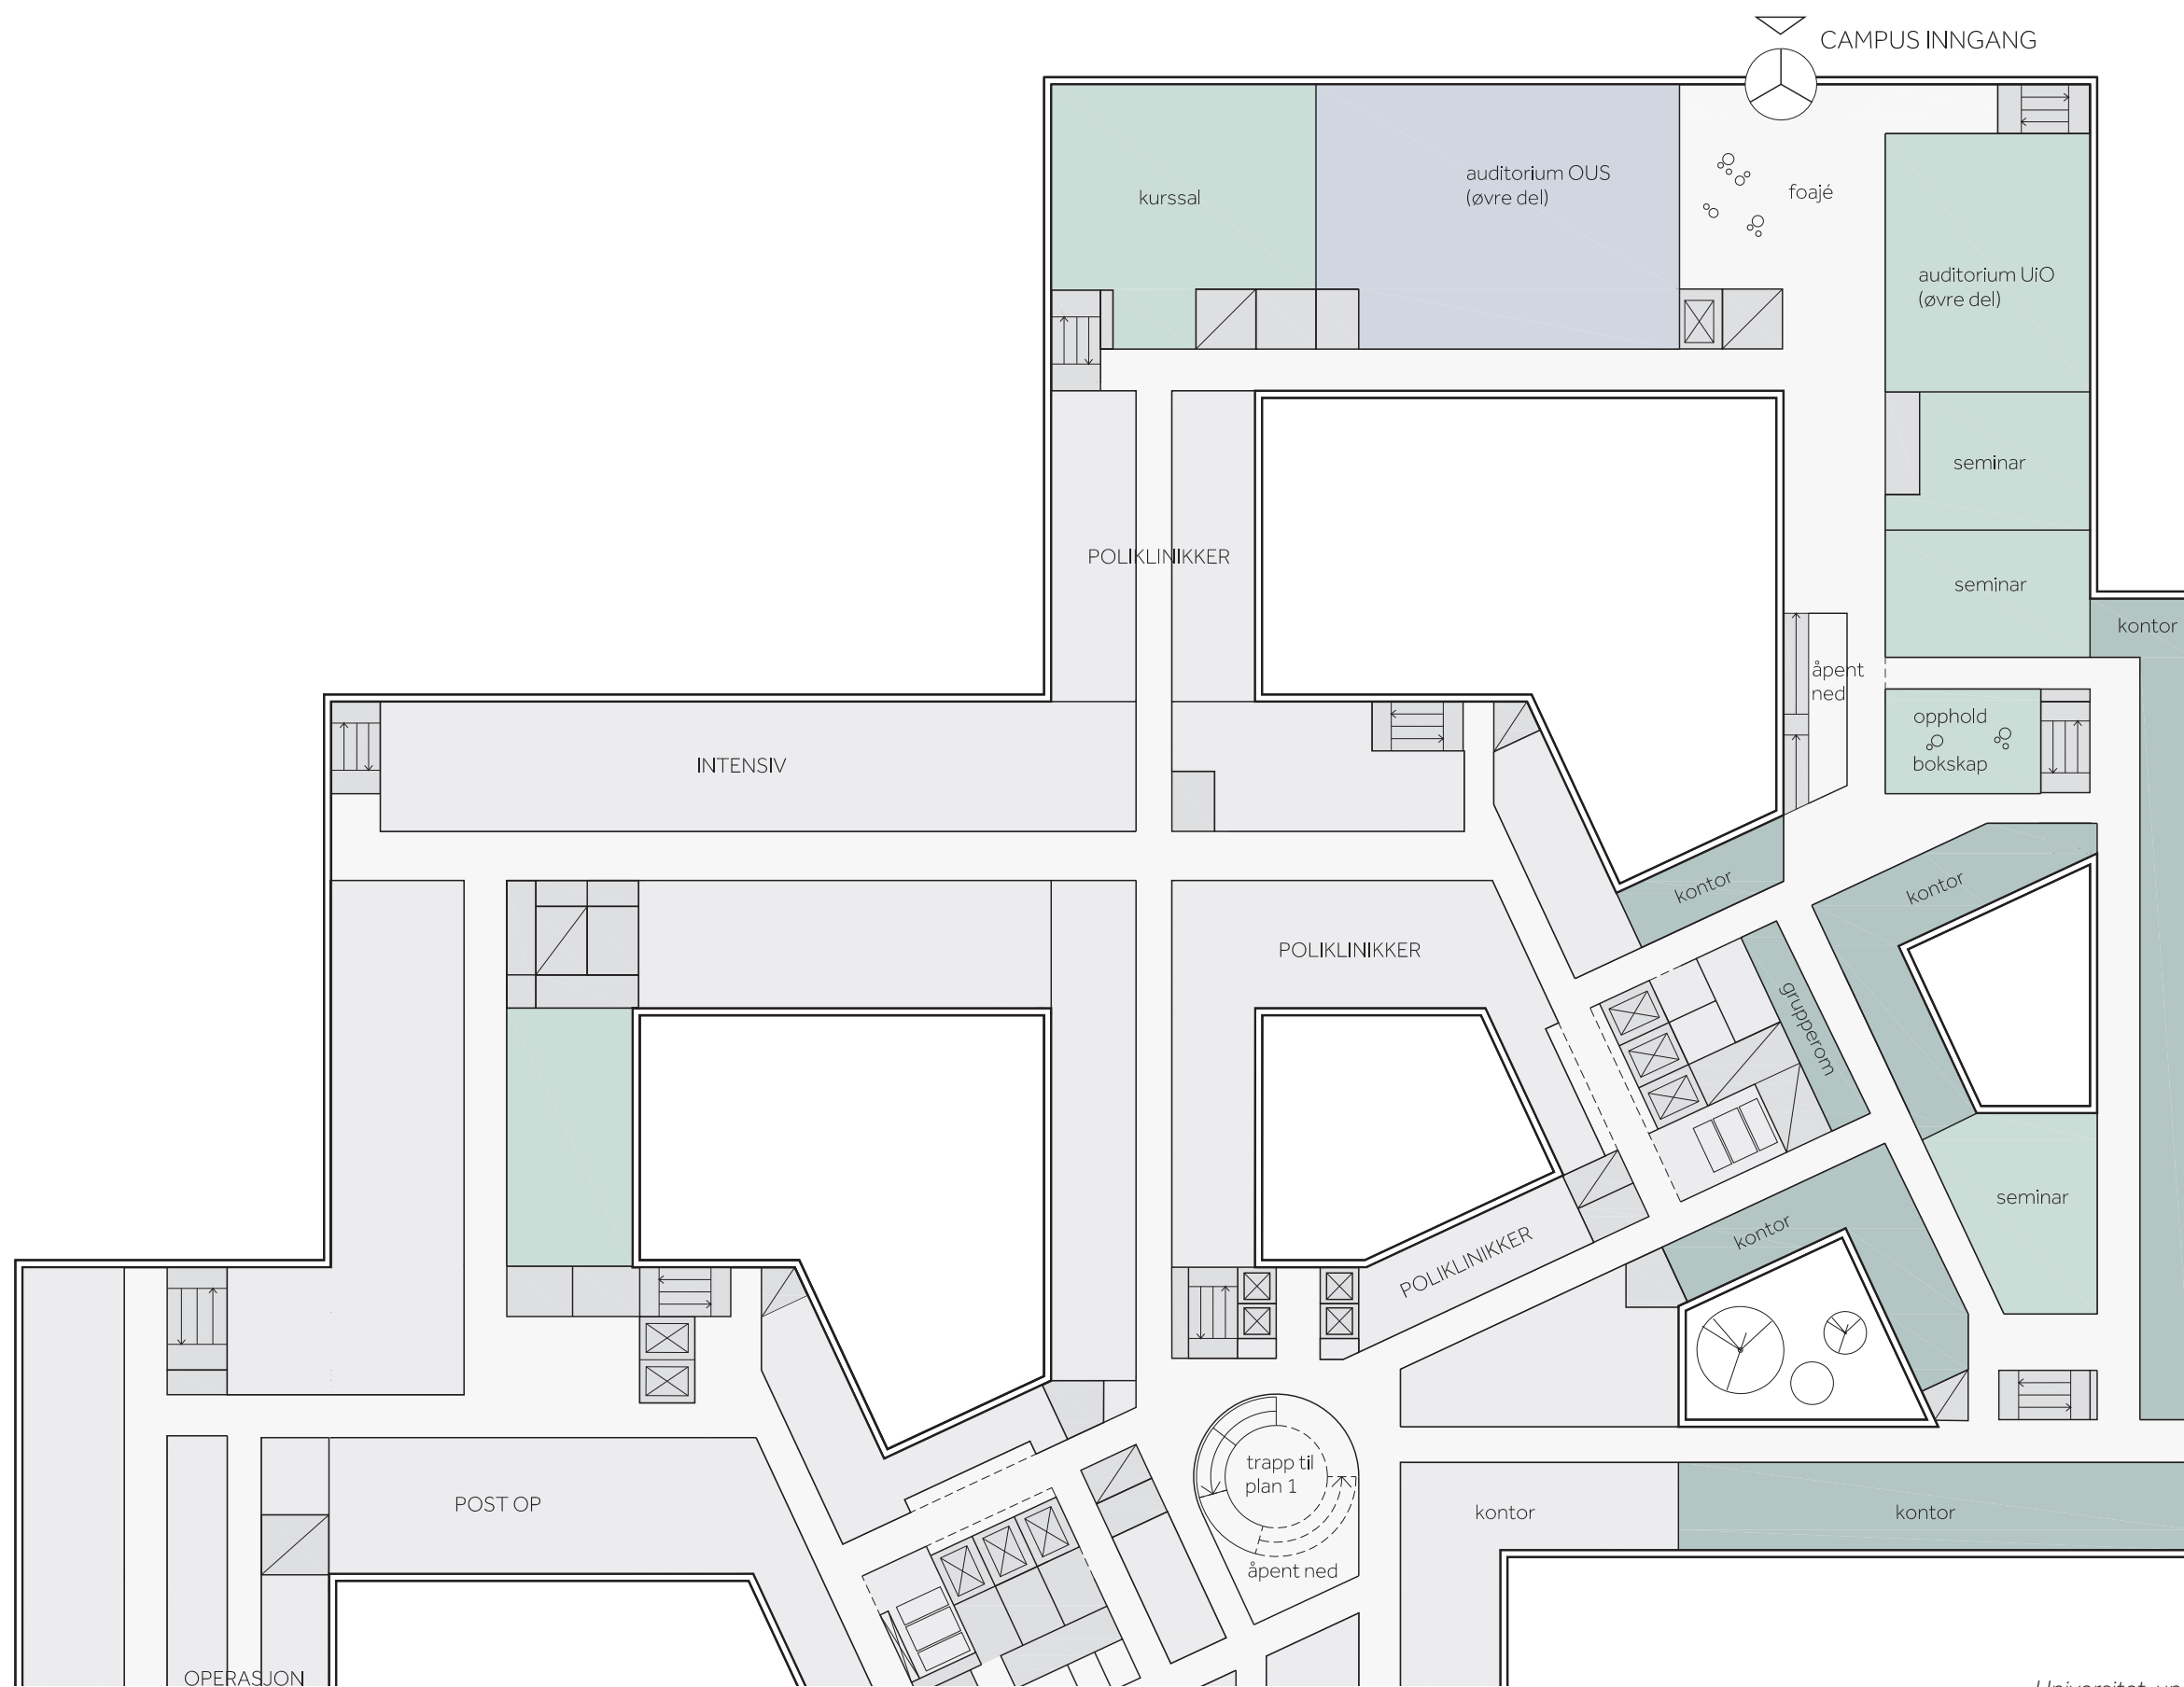 CAMPUS INNGANG
kurssal
auditorium OUS
(øvre del)
foajé
auditorium UiO
(øvre del)
seminar
POLIKLINIKKER
seminar
kontor
åpent
ned
opphold
bokskap
INTENSIV
kontor
kontor
POLIKLINIKKER
grupperom
seminar
kontor
POLIKLINIKKER
trapp til
plan 1
POST OP
kontor
kontor
åpent ned
OPERASJON